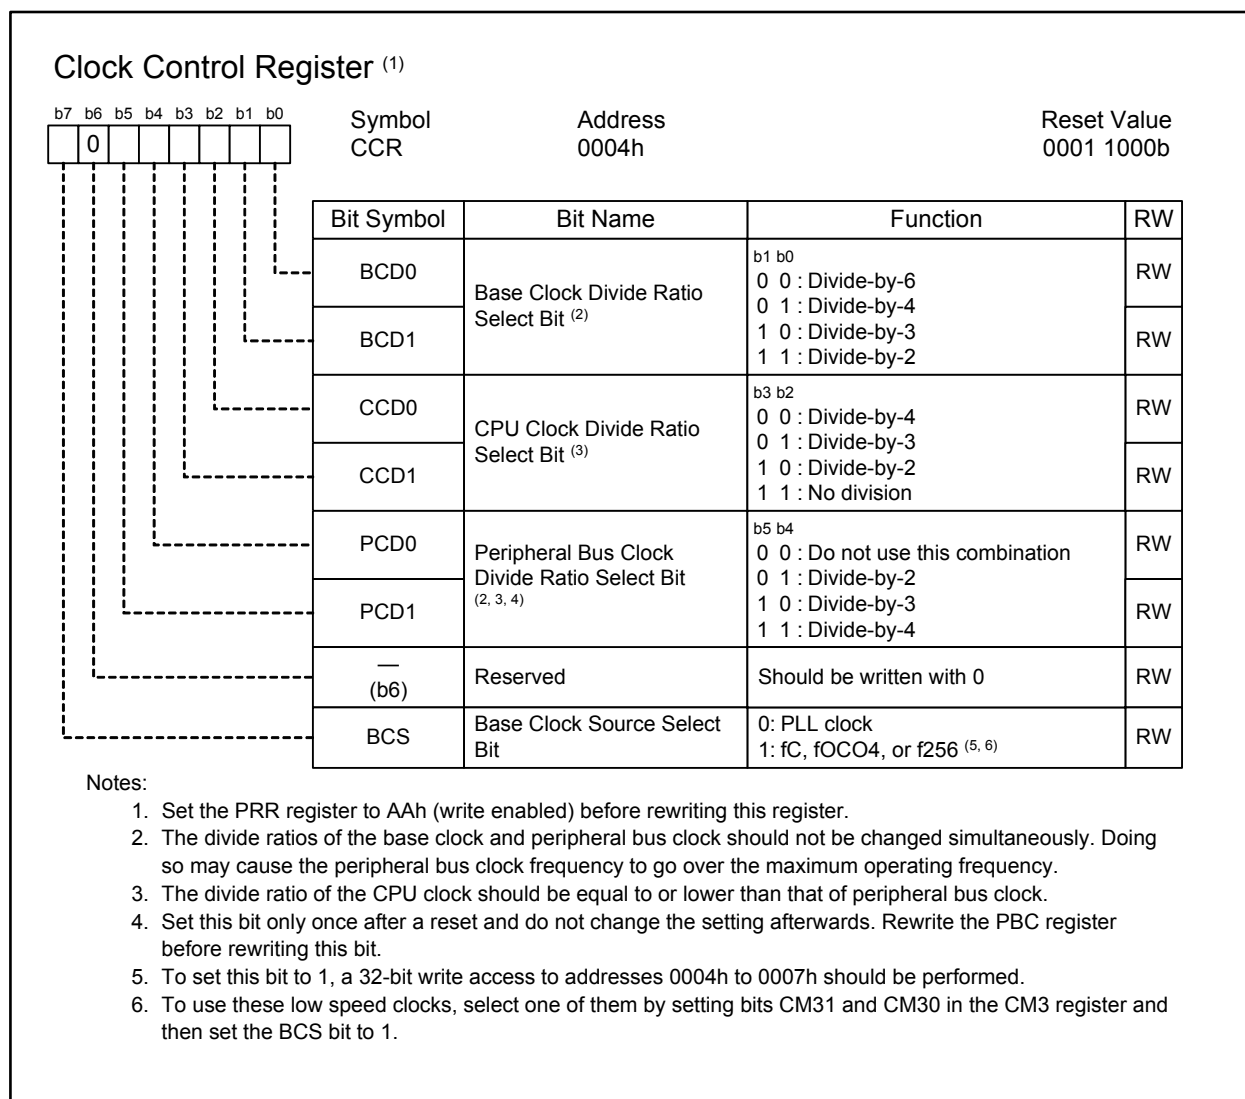 Clock Control Register (1)
b7 b6 b5 b4 b3 b2 b1 b0
0
Symbol Address Reset Value
CCR 0004h 0001 1000b
Bit Symbol Bit Name Function RW
BCD0 Base Clock Divide Ratio Select Bit (2) b1 b0 RW
0 0 : Divide-by-6
0 1 : Divide-by-4
BCD1 1 0 : Divide-by-3 RW
1 1 : Divide-by-2
CCD0 CPU Clock Divide Ratio Select Bit (3) b3 b2 RW
0 0 : Divide-by-4
0 1 : Divide-by-3
CCD1 1 0 : Divide-by-2 RW
1 1 : No division
PCD0 Peripheral Bus Clock Divide Ratio Select Bit (2, 3, 4) b5 b4 RW
0 0 : Do not use this combination
0 1 : Divide-by-2
PCD1 1 0 : Divide-by-3 RW
1 1 : Divide-by-4
— (b6) Reserved Should be written with 0 RW
BCS Base Clock Source Select Bit 0: PLL clock RW
1: fC, fOCO4, or f256 (5, 6)
Notes:
1. Set the PRR register to AAh (write enabled) before rewriting this register.
2. The divide ratios of the base clock and peripheral bus clock should not be changed simultaneously. Doing
so may cause the peripheral bus clock frequency to go over the maximum operating frequency.
3. The divide ratio of the CPU clock should be equal to or lower than that of peripheral bus clock.
4. Set this bit only once after a reset and do not change the setting afterwards. Rewrite the PBC register
before rewriting this bit.
5. To set this bit to 1, a 32-bit write access to addresses 0004h to 0007h should be performed.
6. To use these low speed clocks, select one of them by setting bits CM31 and CM30 in the CM3 register and
then set the BCS bit to 1.